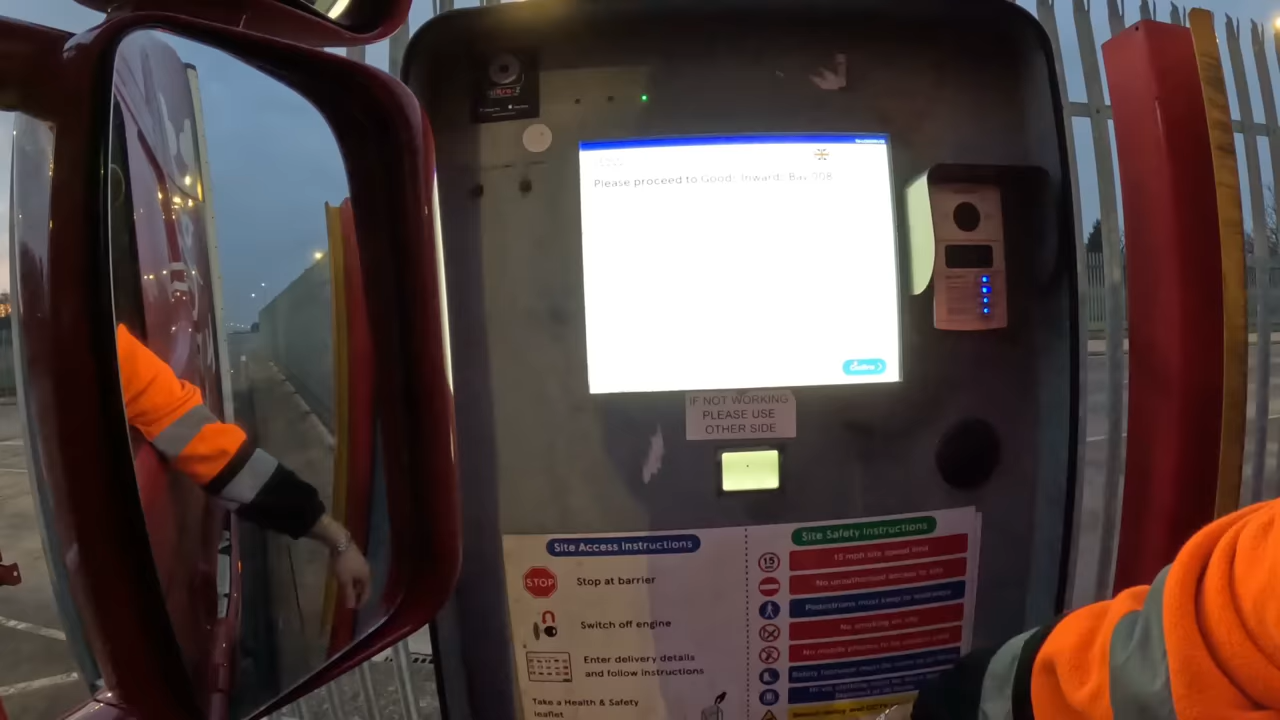 Please proceed to Goods Inwards Bay 008
IF NOT WORKING
PLEASE USE
OTHER SIDE
Site Access Instructions
STOP
Stop at barrier
Switch off engine
Enter delivery details
and follow instructions
Take a Health & Safety
leaflet
Site Safety Instructions
15
15 mph site speed limit
No unauthorised access to site
Pedestrians must keep to walkways
No smoking on site